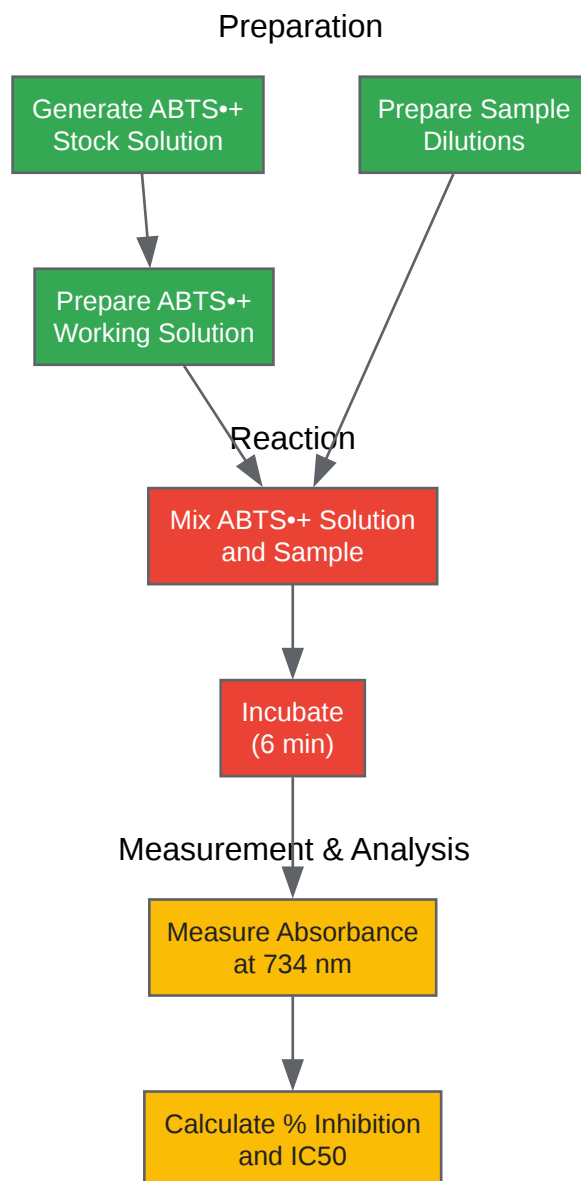 Preparation
Generate ABTS•+
Stock Solution
Prepare Sample
Dilutions
Prepare ABTS•+
Working Solution
Reaction
Mix ABTS•+ Solution
and Sample
Incubate
(6 min)
Measurement & Analysis
Measure Absorbance
at 734 nm
Calculate % Inhibition
and IC50